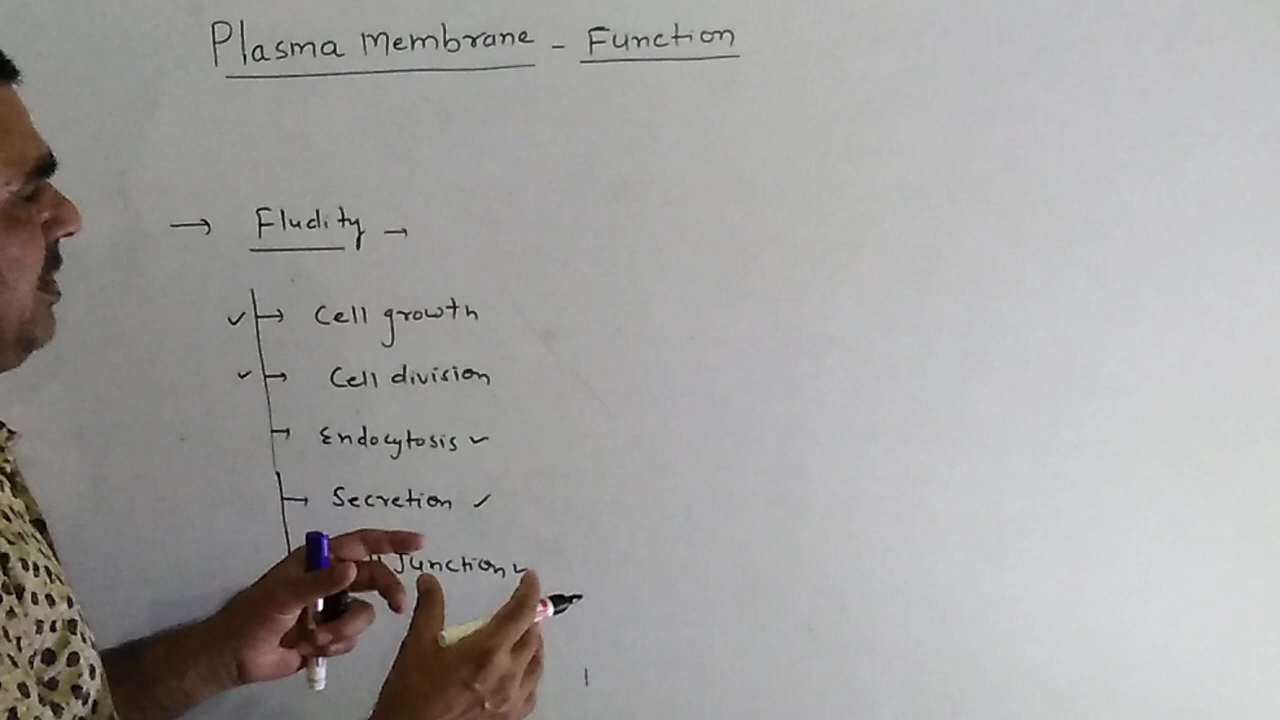 Plasma Membrane - Function
→ Fludity →
✓ → Cell growth
✓ → Cell division
→ Endocytosis ✓
→ Secretion ✓
Junction ✓